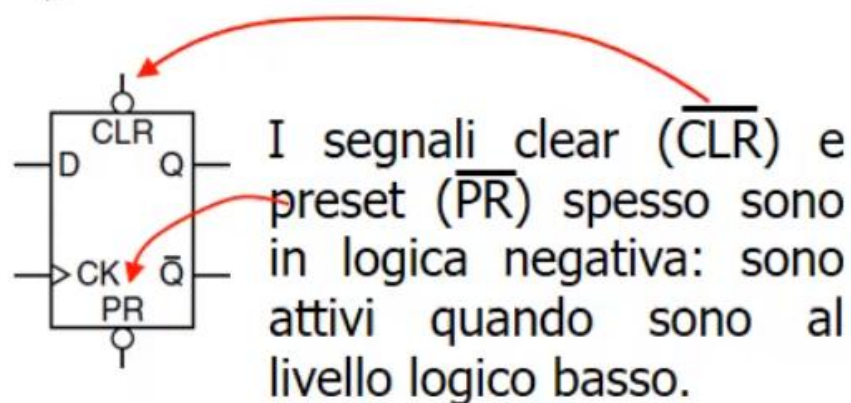 CLR
D Q
CK Q̅
PR
I segnali clear (C̅L̅R̅) e
preset (P̅R̅) spesso sono
in logica negativa: sono
attivi quando sono al
livello logico basso.